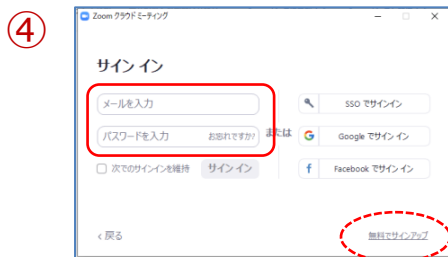 ④
Zoom クラウド ミーティング
サイン イン
メールを入力
パスワードを入力 お忘れですか?
または
次でのサインインを維持 サイン イン
SSO でサインイン
Google でサイン イン
Facebook でサイン イン
< 戻る
無料でサインアップ